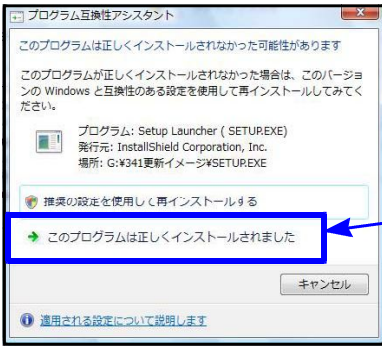 プログラム互換性アシスタント
このプログラムは正しくインストールされなかった可能性があります
このプログラムが正しくインストールされなかった場合は、このバージョ
ンの Windows と互換性のある設定を使用して再インストールしてみてく
ださい。
プログラム: Setup Launcher ( SETUP.EXE)
発行元: InstallShield Corporation, Inc.
場所: G:¥341更新イメージ¥SETUP.EXE
推奨の設定を使用して再インストールする
このプログラムは正しくインストールされました
キャンセル
適用される設定について説明します